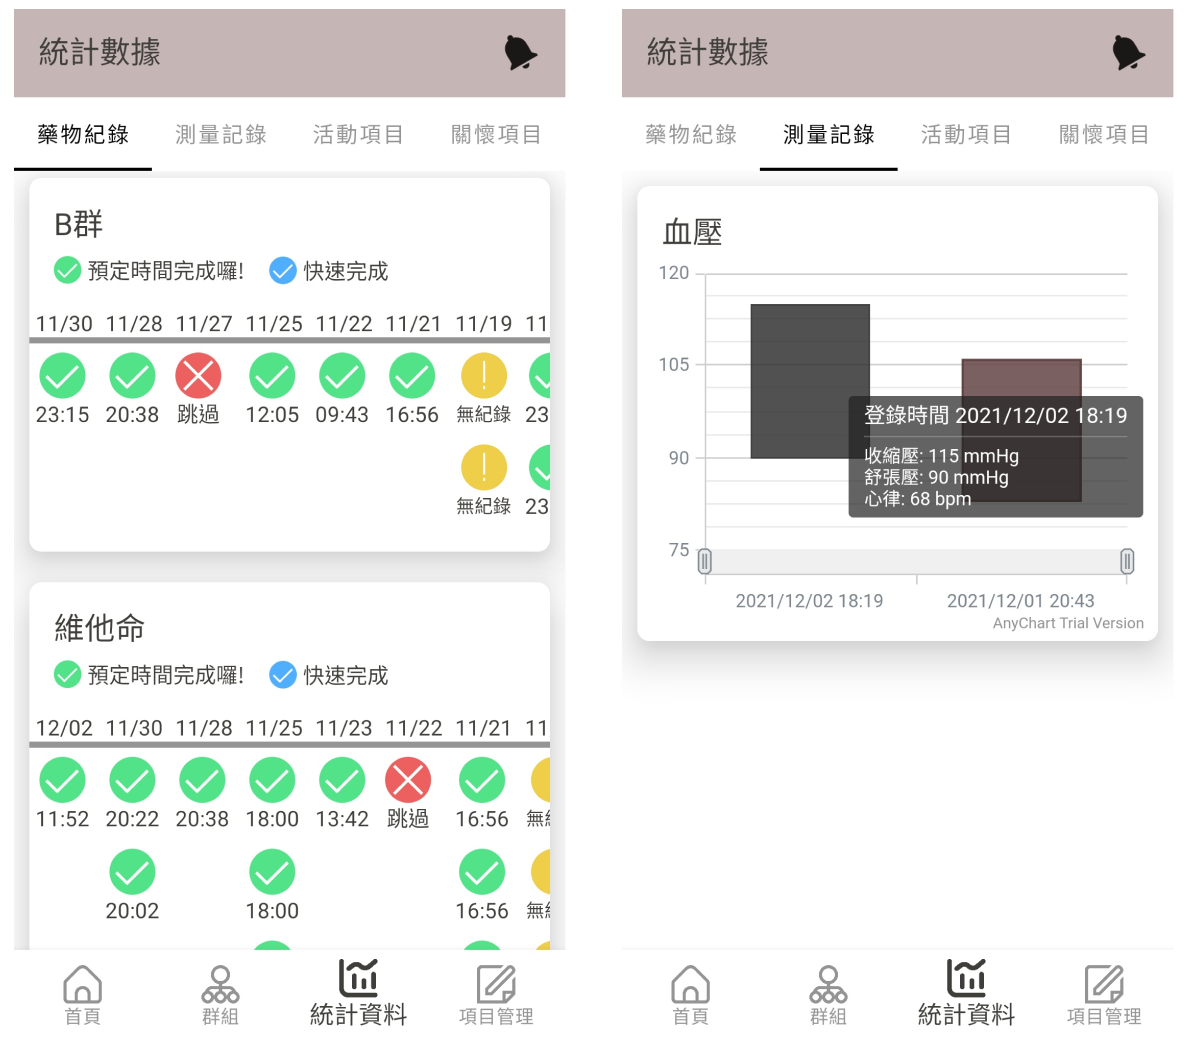 統計數據
藥物紀錄 測量記錄 活動項目 關懷項目
B群
預定時間完成囉! 快速完成
11/30 11/28 11/27 11/25 11/22 11/21 11/19 11
23:15 20:38 跳過 12:05 09:43 16:56 無紀錄 23
無紀錄 23
維他命
預定時間完成囉! 快速完成
12/02 11/30 11/28 11/25 11/23 11/22 11/21 11
11:52 20:22 20:38 18:00 13:42 跳過 16:56 無
20:02 18:00 16:56 無
首頁 群組 統計資料 項目管理
統計數據
藥物紀錄 測量記錄 活動項目 關懷項目
血壓
120
105
登錄時間 2021/12/02 18:19
收縮壓: 115 mmHg
90
舒張壓: 90 mmHg
心律: 68 bpm
75
2021/12/02 18:19 2021/12/01 20:43
AnyChart Trial Version
首頁 群組 統計資料 項目管理